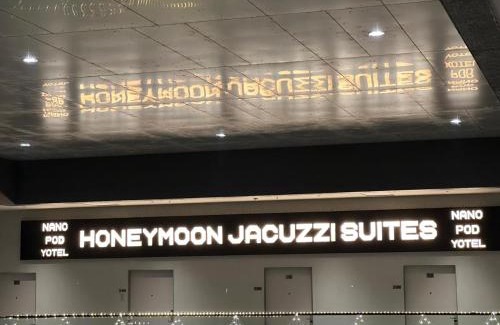 NANO
POD
YOTEL
HONEYMOON JACUZZI SUITES
NANO
POD
YOTEL